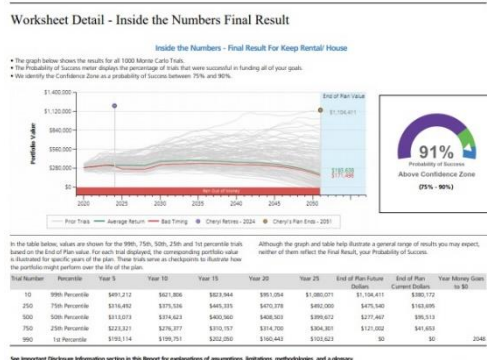 Worksheet Detail - Inside the Numbers Final Result
Inside the Numbers - Final Result For Keep Rental/ House
• The graph below shows the results for all 1000 Monte Carlo Trials.
• The Probability of Success meter displays the percentage of trials that were successful in funding all of your goals.
• We identify the Confidence Zone as a probability of Success between 75% and 90%.
$1,400,000
$1,120,000
$840,000
$560,000
$280,000
$0
Portfolio Value
End of Plan Value
$1,104,411
Run Out of Money
2020 2025 2030 2035 2040 2045 2050
Prior Trials Average Return Bad Timing Cheryl Retires - 2024 Cheryl's Plan Ends - 2051
91%
Probability of Success
Above Confidence Zone
(75% - 90%)
In the table below, values are shown for the 99th, 75th, 50th, 25th and 1st percentile trials
based on the End of Plan value. For each trial displayed, the corresponding portfolio value
is illustrated for specific years of the plan. These trials serve as checkpoints to illustrate how
the portfolio might perform over the life of the plan.
Although the graph and table help illustrate a general range of results you may expect,
neither of them reflect the Final Result, your Probability of Success.
Trial Number Percentile Year 5 Year 10 Year 15 Year 20 Year 25 End of Plan Future Dollars End of Plan Current Dollars Year Money Goes to $0
10 99th Percentile $491,212 $621,806 $823,944 $951,054 $1,080,071 $1,104,411 $380,172
250 75th Percentile $316,492 $375,536 $445,335 $470,378 $492,000 $475,540 $163,695
500 50th Percentile $313,073 $374,623 $400,560 $408,503 $399,672 $277,467 $95,513
750 25th Percentile $223,321 $276,377 $310,157 $314,700 $304,301 $121,002 $41,653
990 1st Percentile $193,114 $199,751 $202,050 $160,443 $103,623 $0 $0 2048
See Important Disclosure Information section in this Report for explanations of assumptions, limitations, methodologies, and a glossary.